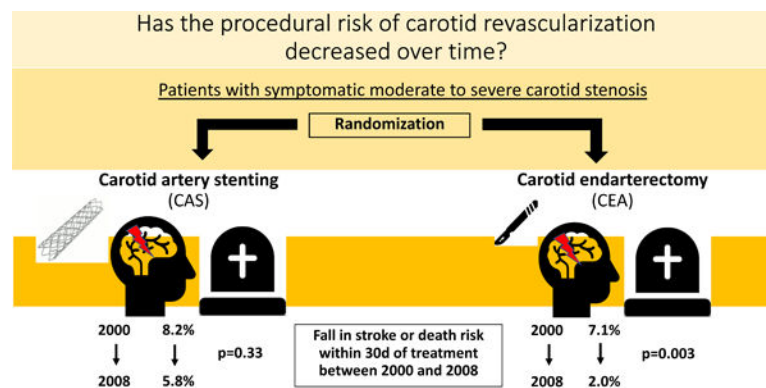 Has the procedural risk of carotid revascularization
decreased over time?
Patients with symptomatic moderate to severe carotid stenosis
Randomization
Carotid artery stenting
(CAS)
Carotid endarterectomy
(CEA)
2000 8.2%
p=0.33
2008 5.8%
Fall in stroke or death risk
within 30d of treatment
between 2000 and 2008
2000 7.1%
p=0.003
2008 2.0%